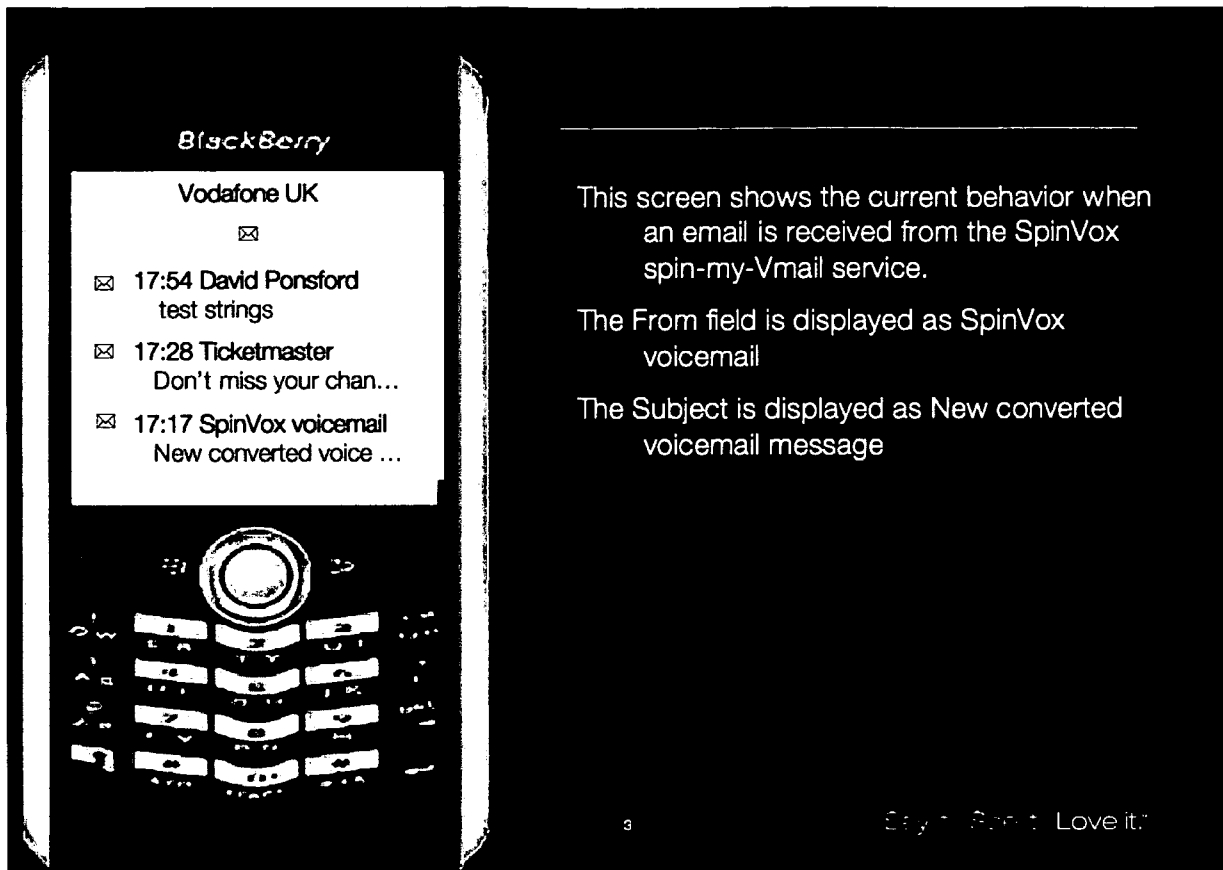 BlackBerry
Vodafone UK
17:54 David Ponsford
test strings
17:28 Ticketmaster
Don't miss your chan...
17:17 SpinVox voicemail
New converted voice ...
This screen shows the current behavior when
an email is received from the SpinVox
spin-my-Vmail service.
The From field is displayed as SpinVox
voicemail
The Subject is displayed as New converted
voicemail message
3
Love it.